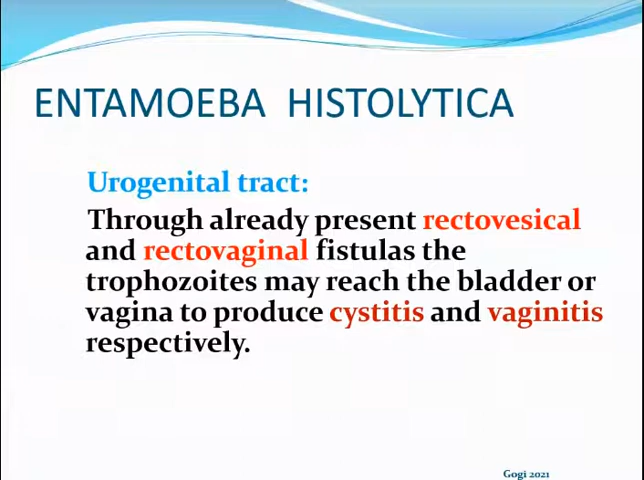 ENTAMOEBA HISTOLYTICA
Urogenital tract:
Through already present rectovesical
and rectovaginal fistulas the
trophozoites may reach the bladder or
vagina to produce cystitis and vaginitis
respectively.
Gogi 2021